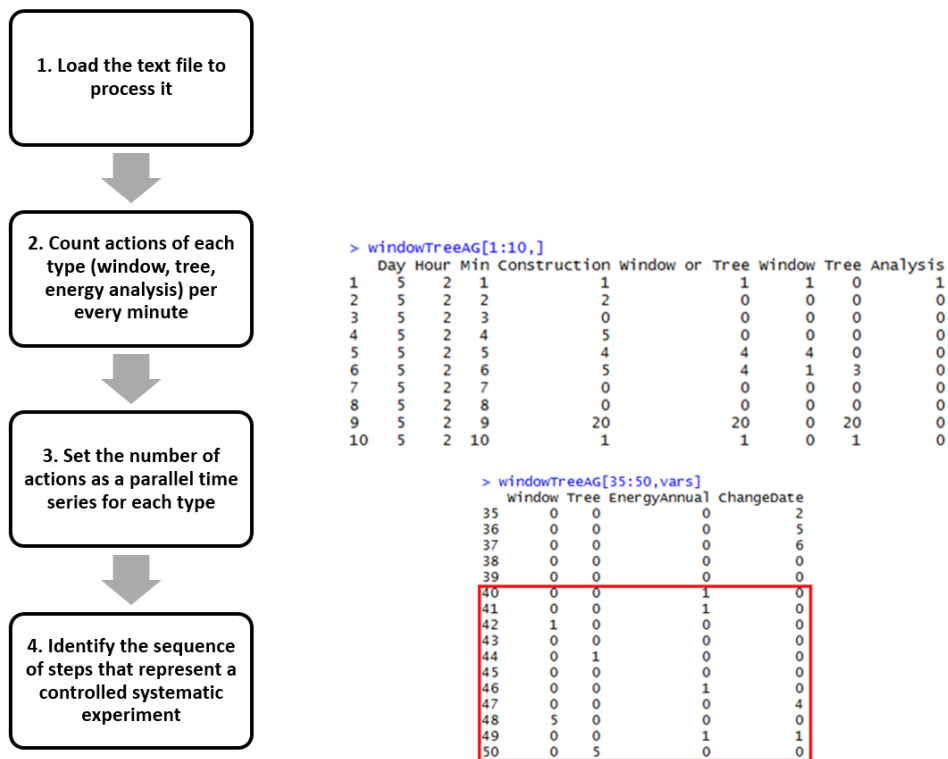 1. Load the text file to
process it
2. Count actions of each
type (window, tree,
energy analysis) per
every minute
3. Set the number of
actions as a parallel time
series for each type
4. Identify the sequence
of steps that represent a
controlled systematic
experiment
> windowTreeAG[1:10,]
Day Hour Min Construction Window or Tree Window Tree Analysis
1 5 2 1 1 1 1 0 1
2 5 2 2 2 0 0 0 0
3 5 2 3 0 0 0 0 0
4 5 2 4 5 0 0 0 0
5 5 2 5 4 4 4 0 0
6 5 2 6 5 4 1 3 0
7 5 2 7 0 0 0 0 0
8 5 2 8 0 0 0 0 0
9 5 2 9 20 20 0 20 0
10 5 2 10 1 1 0 1 0
> windowTreeAG[35:50,vars]
Window Tree EnergyAnnual ChangeDate
35 0 0 0 2
36 0 0 0 5
37 0 0 0 6
38 0 0 0 0
39 0 0 0 0
40 0 0 1 0
41 0 0 1 0
42 1 0 0 0
43 0 0 0 0
44 0 1 0 0
45 0 0 0 0
46 0 0 1 0
47 0 0 0 4
48 5 0 0 0
49 0 0 1 1
50 0 5 0 0